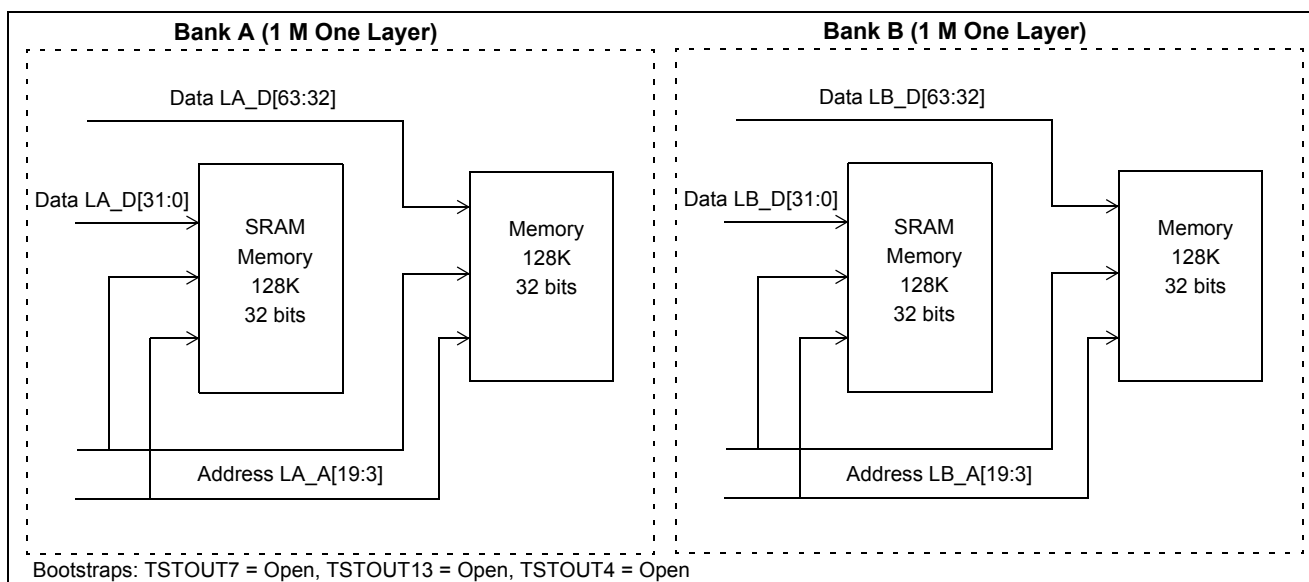 Bank A (1 M One Layer)
Data LA_D[63:32]
Data LA_D[31:0]
SRAM
Memory
128K
32 bits
Memory
128K
32 bits
Address LA_A[19:3]
Bank B (1 M One Layer)
Data LB_D[63:32]
Data LB_D[31:0]
SRAM
Memory
128K
32 bits
Memory
128K
32 bits
Address LB_A[19:3]
Bootstraps: TSTOUT7 = Open, TSTOUT13 = Open, TSTOUT4 = Open